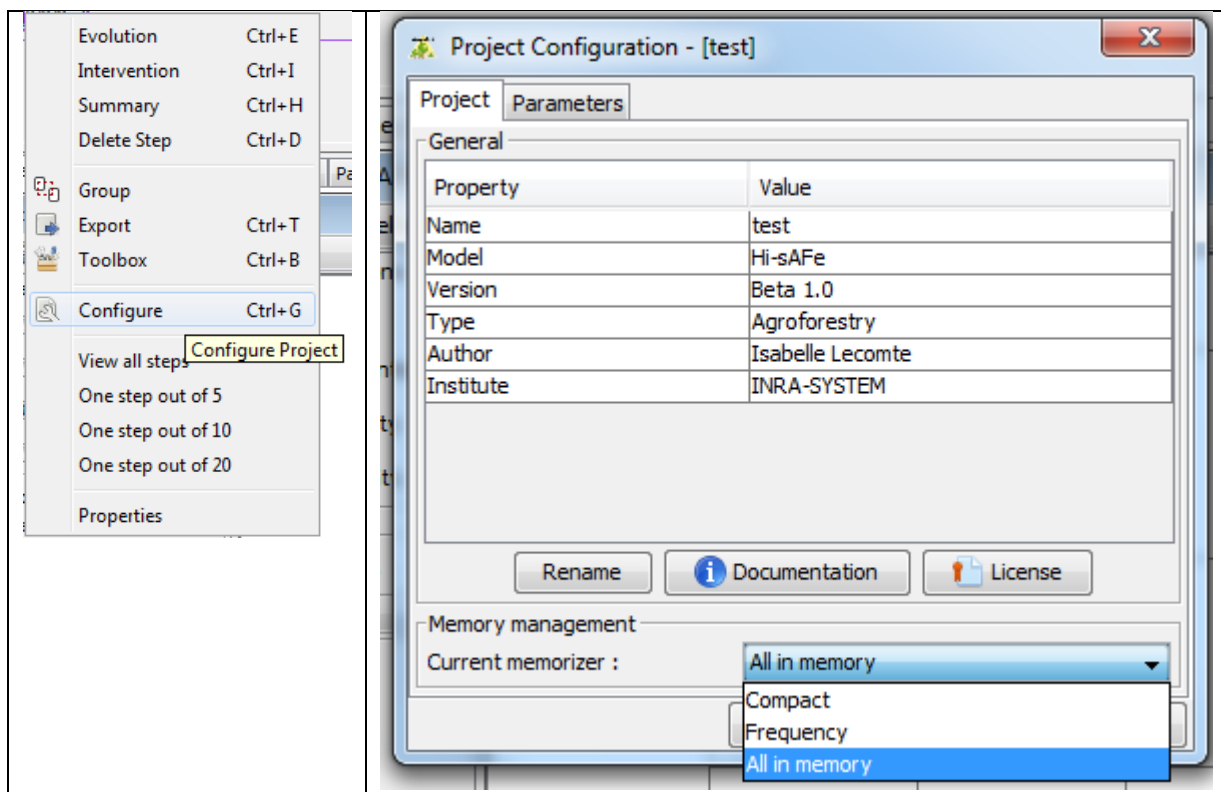 Evolution Ctrl+E
Intervention Ctrl+I
Summary Ctrl+H
Delete Step Ctrl+D
Group
Export Ctrl+T
Toolbox Ctrl+B
Configure Ctrl+G
Configure Project
View all steps
One step out of 5
One step out of 10
One step out of 20
Properties
Project Configuration - [test]
Project Parameters
General
Property Value
Name test
Model Hi-sAFe
Version Beta 1.0
Type Agroforestry
Author Isabelle Lecomte
Institute INRA-SYSTEM
Rename Documentation License
Memory management
Current memorizer : All in memory
Compact
Frequency
All in memory